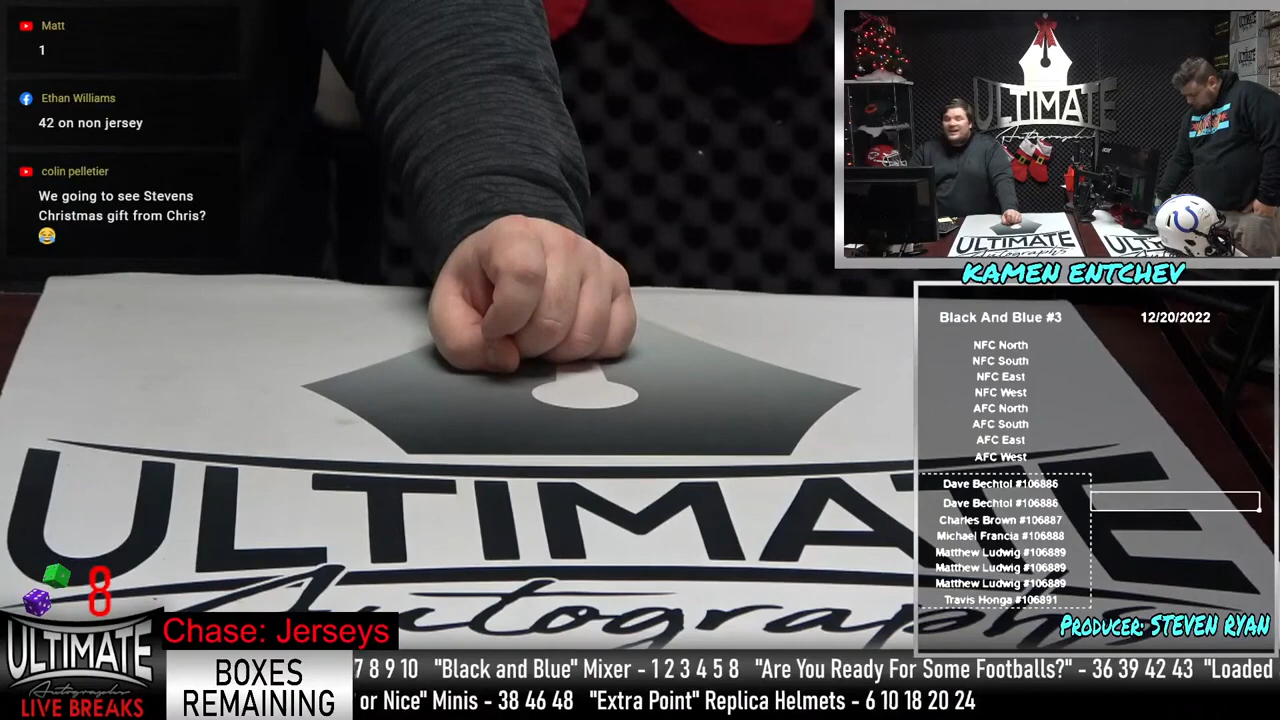 Matt
1
Ethan Williams
42 on non jersey
colin pelletier
We going to see Stevens
Christmas gift from Chris?
😂
ULTIMATE
Autographs
ULTIMATE
Autographs
KAMEN ENTCHEV
Black And Blue #3 12/20/2022
NFC North
NFC South
NFC East
NFC West
AFC North
AFC South
AFC East
AFC West
Dave Bechtol #106886
Dave Bechtol #106886
Charles Brown #106887
Michael Francia #106888
Matthew Ludwig #106889
Matthew Ludwig #106889
Matthew Ludwig #106889
Travis Honga #106891
PRODUCER: STEVEN RYAN
ULTIMATE
Autographs
8
Chase: Jerseys
ULTIMATE
Autographs
LIVE BREAKS
BOXES
REMAINING
7 8 9 10 "Black and Blue" Mixer - 1 2 3 4 5 8 "Are You Ready For Some Footballs?" - 36 39 42 43 "Loaded
or Nice" Minis - 38 46 48 "Extra Point" Replica Helmets - 6 10 18 20 24